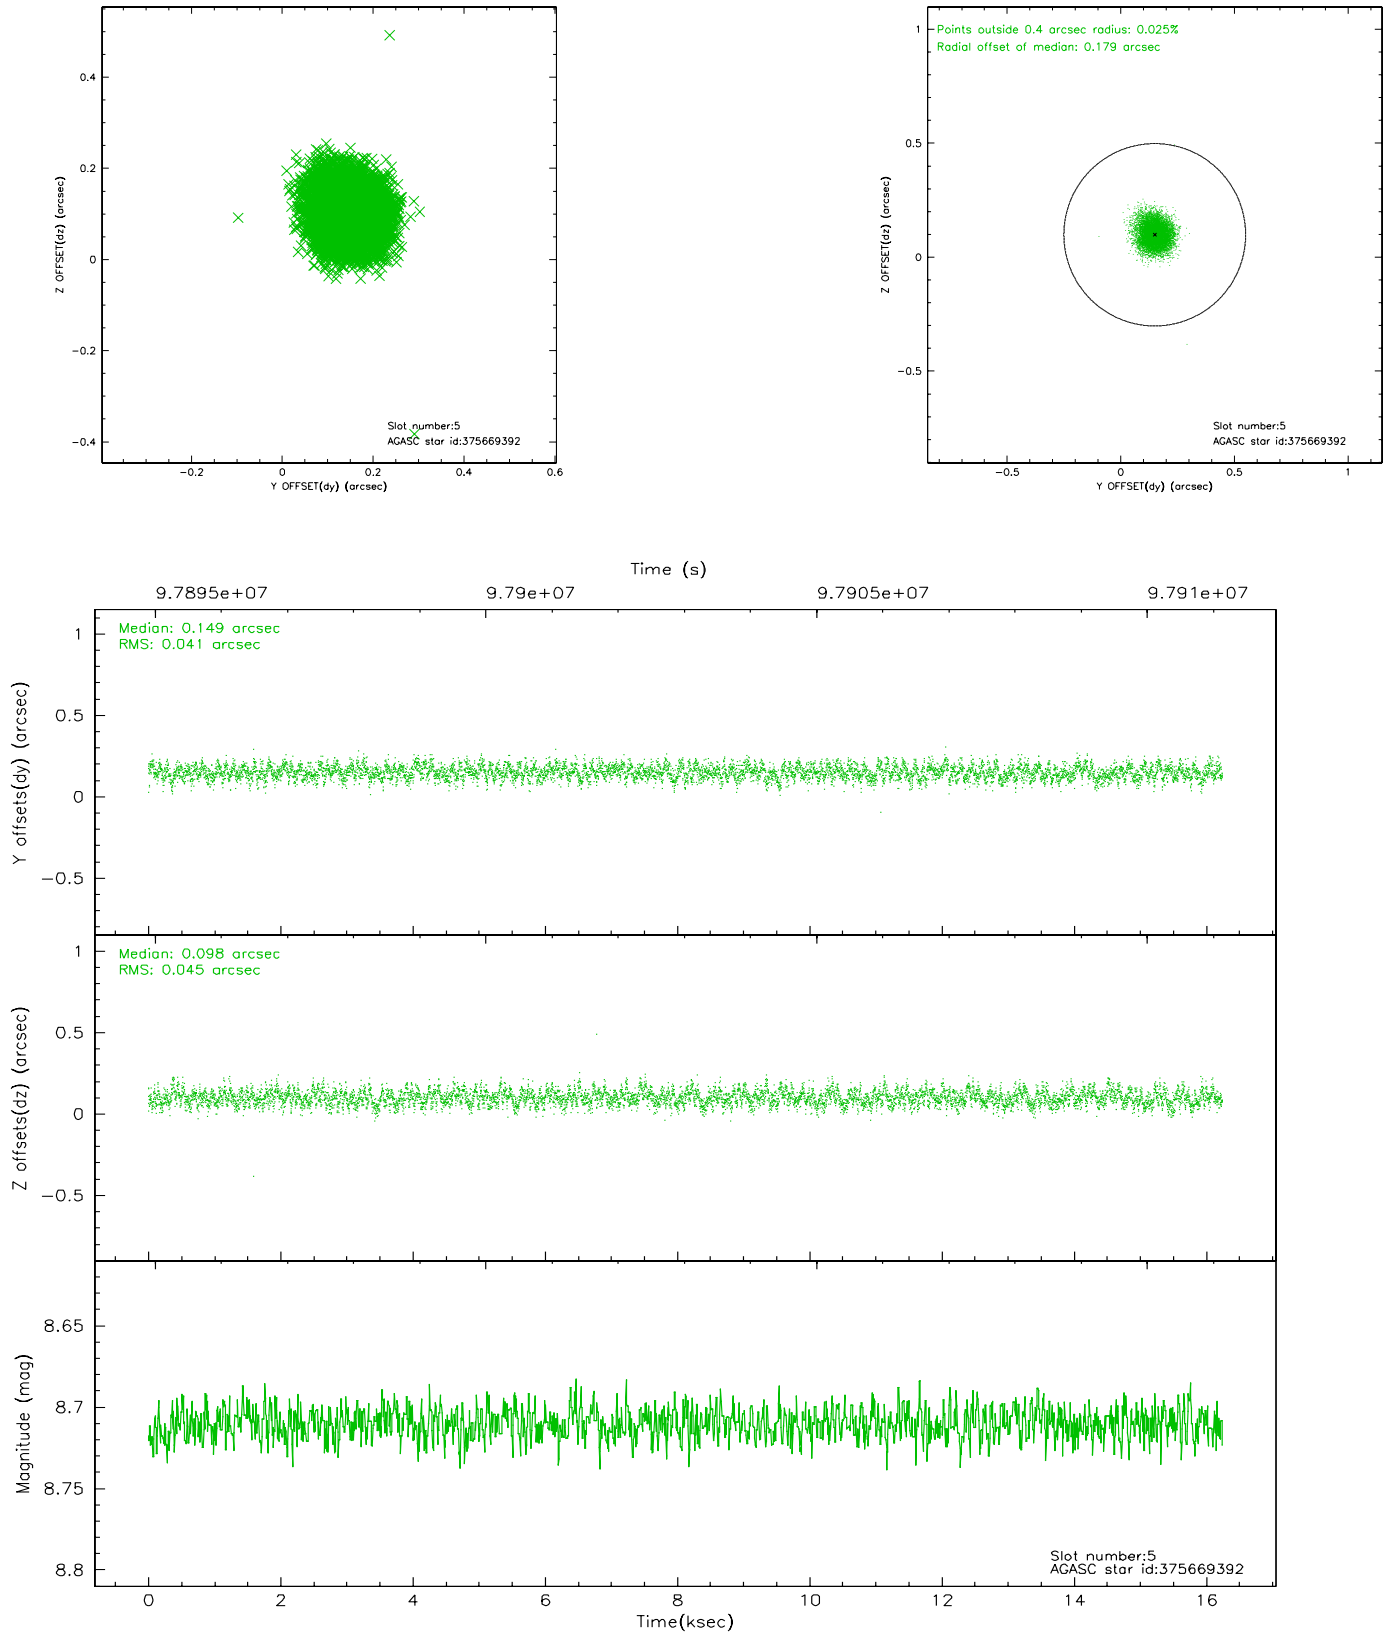 0.4
0.2
0
−0.2
−0.4
Z OFFSET(dz) (arcsec)
Slot number:5
AGASC star id:375669392
−0.2 0 0.2 0.4 0.6
Y OFFSET(dy) (arcsec)
Points outside 0.4 arcsec radius: 0.025%
Radial offset of median: 0.179 arcsec
1
0.5
0
−0.5
Z OFFSET(dz) (arcsec)
Slot number:5
AGASC star id:375669392
−0.5 0 0.5 1
Y OFFSET(dy) (arcsec)
Time (s)
9.7895e+07 9.79e+07 9.7905e+07 9.791e+07
Median: 0.149 arcsec
RMS: 0.041 arcsec
1
0.5
0
−0.5
Y offsets(dy) (arcsec)
Median: 0.098 arcsec
RMS: 0.045 arcsec
1
0.5
0
−0.5
Z offsets(dz) (arcsec)
8.65
8.7
8.75
8.8
Magnitude (mag)
Slot number:5
AGASC star id:375669392
0 2 4 6 8 10 12 14 16
Time(ksec)